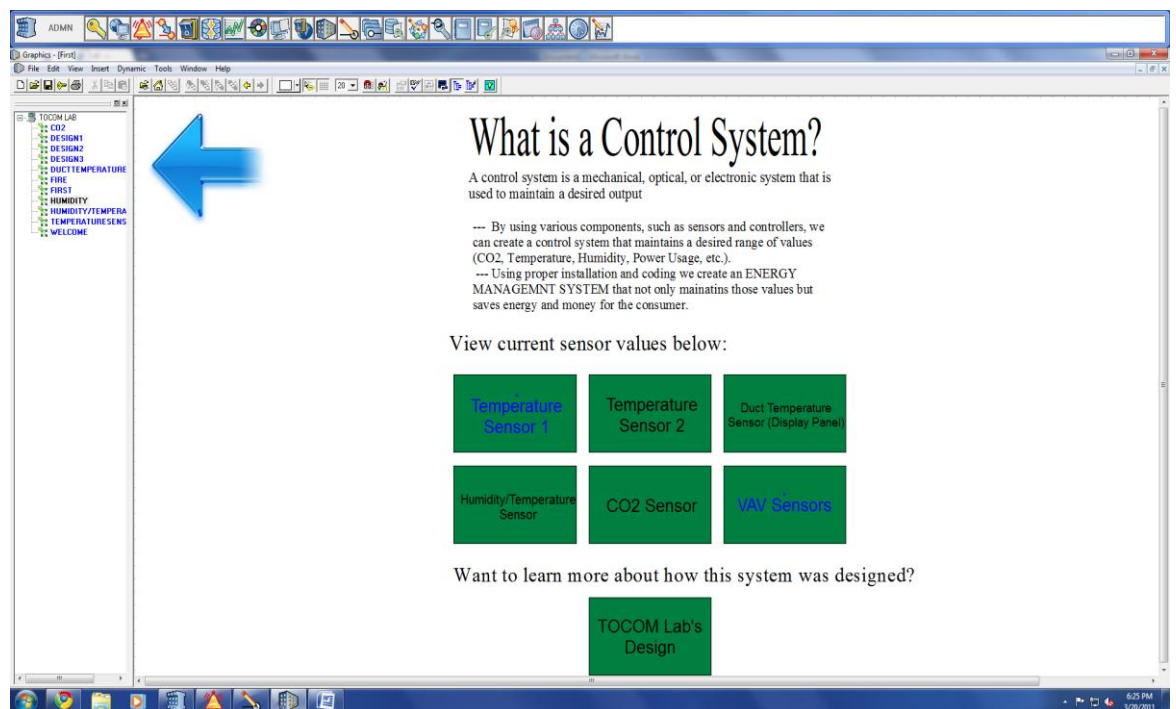 ADMN
Graphics - [First]
File Edit View Insert Dynamic Tools Window Help
20
TOCOM LAB
CO2
DESIGN1
DESIGN2
DESIGN3
DUCTTEMPERATURE
FIRE
FIRST
HUMIDITY
HUMIDITY/TEMPERA
TEMPERATURESENS
WELCOME
What is a Control System?
A control system is a mechanical, optical, or electronic system that is
used to maintain a desired output
--- By using various components, such as sensors and controllers, we
can create a control system that maintains a desired range of values
(CO2, Temperature, Humidity, Power Usage, etc.).
--- Using proper installation and coding we create an ENERGY
MANAGEMNT SYSTEM that not only mainatins those values but
saves energy and money for the consumer.
View current sensor values below:
Temperature
Sensor 1
Temperature
Sensor 2
Duct Temperature
Sensor (Display Panel)
Humidity/Temperature
Sensor
CO2 Sensor
VAV Sensors
Want to learn more about how this system was designed?
TOCOM Lab's
Design
6:25 PM
3/20/2011